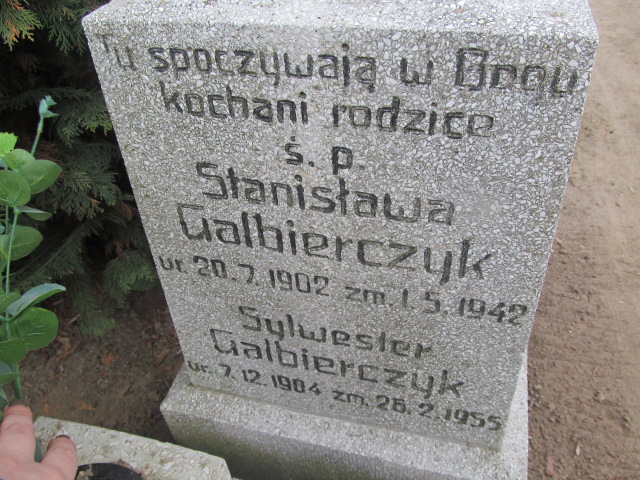 Tu spoczywają w Bogu
kochani rodzice
ś. p.
Stanisława
Galbierczyk
ur. 20. 7. 1902 zm. 1. 5. 1942
Sylwester
Galbierczyk
ur. 7. 12. 1904 zm. 26. 2. 1955